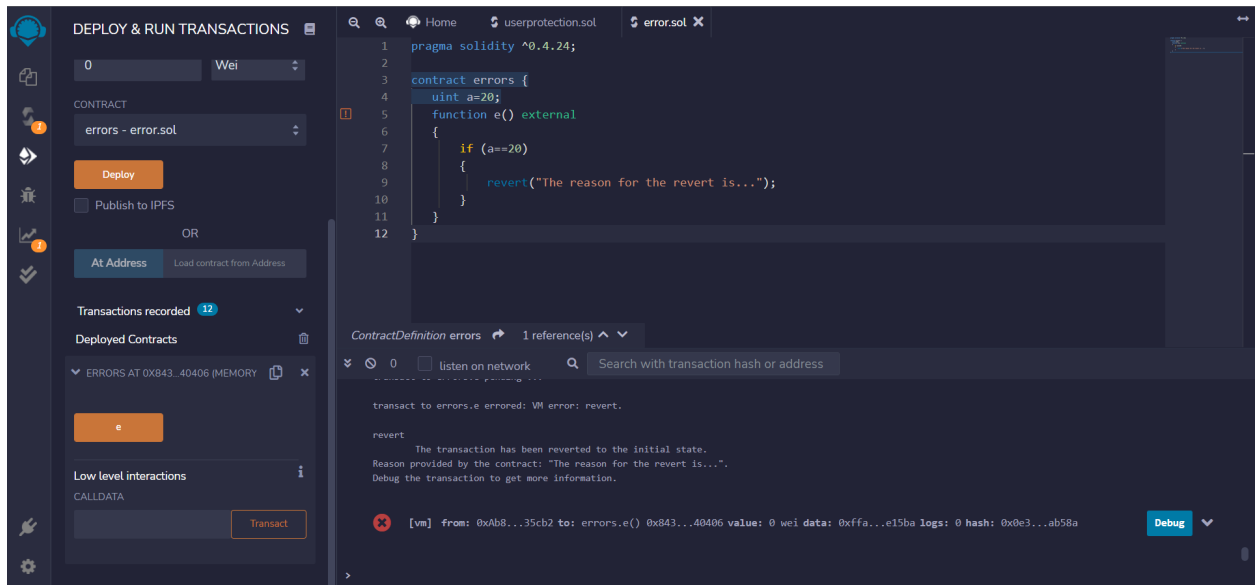 DEPLOY & RUN TRANSACTIONS
0 Wei
CONTRACT
errors - error.sol
Deploy
Publish to IPFS
OR
At Address Load contract from Address
Transactions recorded 12
Deployed Contracts
ERRORS AT 0X843...40406 (MEMORY
e
Low level interactions
CALLDATA
Transact
1
1
Home userprotection.sol error.sol
1 pragma solidity ^0.4.24;
2
3 contract errors {
4 uint a=20;
5 function e() external
6 {
7 if (a==20)
8 {
9 revert("The reason for the revert is...");
10 }
11 }
12 }
ContractDefinition errors 1 reference(s)
0 listen on network Search with transaction hash or address
transact to errors.e errored: VM error: revert.
revert
The transaction has been reverted to the initial state.
Reason provided by the contract: "The reason for the revert is...".
Debug the transaction to get more information.
[vm] from: 0xAb8...35cb2 to: errors.e() 0x843...40406 value: 0 wei data: 0xffa...e15ba logs: 0 hash: 0x0e3...ab58a Debug
>